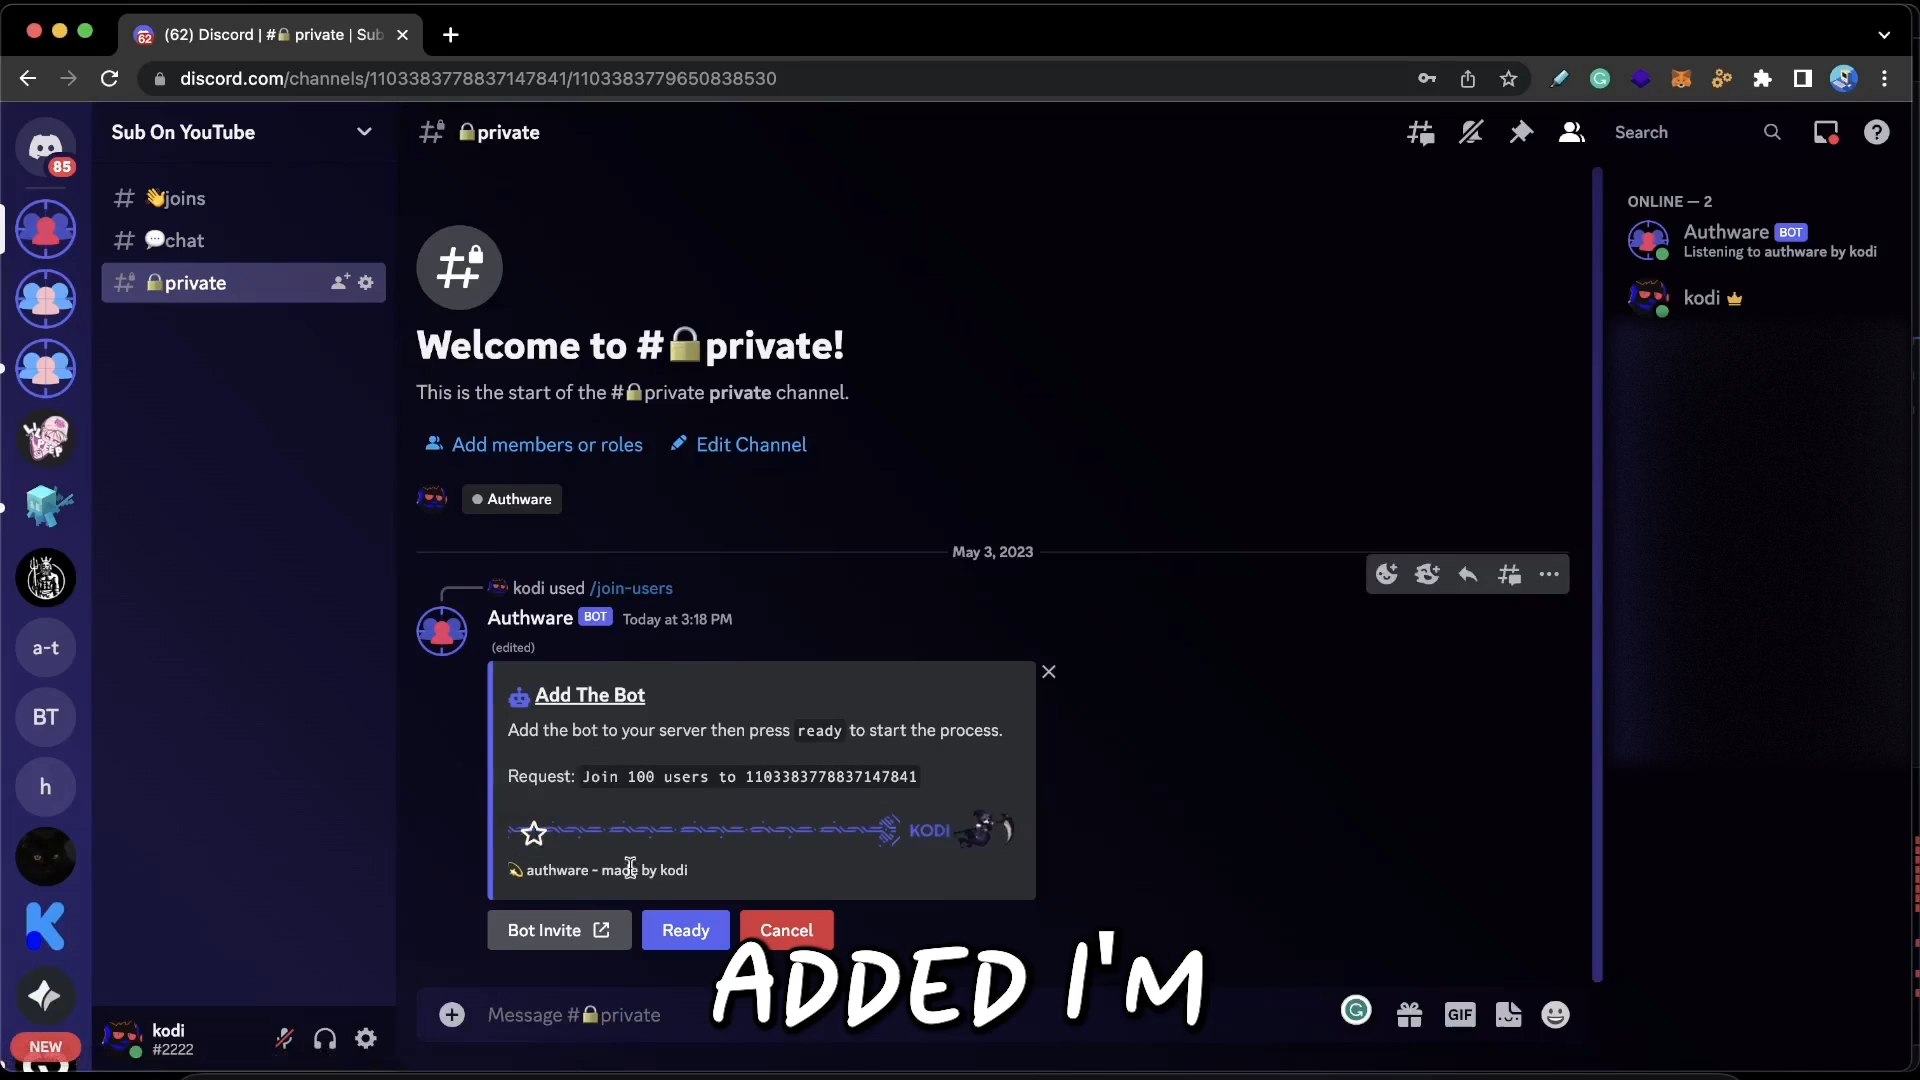 (62) Discord | #🔒 private | Sub
discord.com/channels/1103383778837147841/1103383779650838530
62
Sub On YouTube
🔒private
Search
85
👋joins
💬chat
🔒private
ONLINE — 2
Authware BOT
Listening to authware by kodi
kodi
Welcome to #🔒private!
This is the start of the #🔒private private channel.
Add members or roles
Edit Channel
Authware
May 3, 2023
kodi used /join-users
Authware BOT Today at 3:18 PM
(edited)
Add The Bot
Add the bot to your server then press ready to start the process.
Request: Join 100 users to 1103383778837147841
KODI
💫 authware - made by kodi
Bot Invite
Ready
Cancel
ADDED I'M
Message #🔒private
GIF
a-t
BT
h
NEW
kodi
#2222